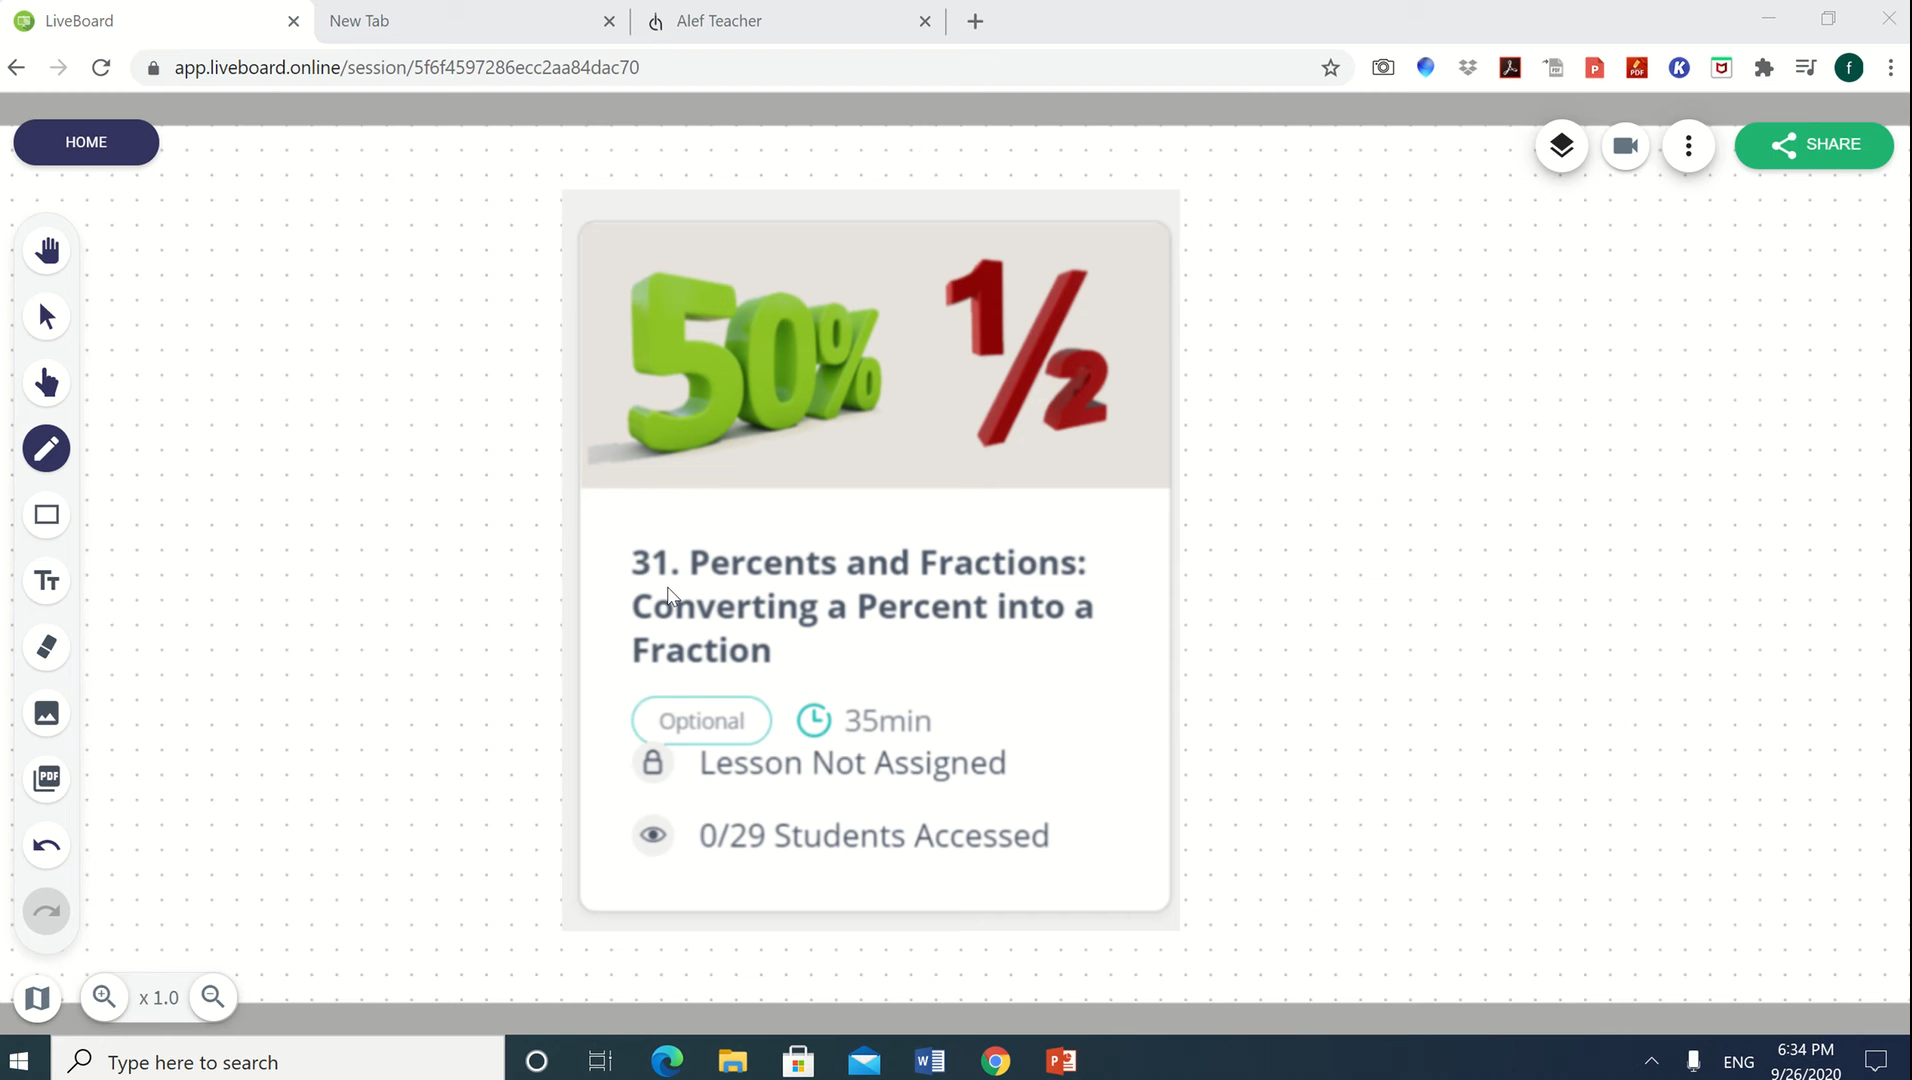 LiveBoard
New Tab
Alef Teacher
app.liveboard.online/session/5f6f4597286ecc2aa84dac70
f
HOME
SHARE
50%
1/2
31. Percents and Fractions:
Converting a Percent into a
Fraction
Optional
35min
Lesson Not Assigned
0/29 Students Accessed
Tт
PDF
x 1.0
Type here to search
ENG
6:34 PM
9/26/2020